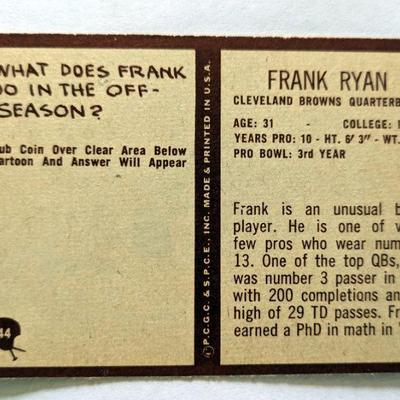 WHAT DOES FRANK
DO IN THE OFF-
SEASON?
ub Coin Over Clear Area Below
artoon And Answer Will Appear
44
©P.C.G.C. & S.P.C.E., INC. MADE & PRINTED IN U.S.A.
FRANK RYAN
CLEVELAND BROWNS QUARTERB
AGE: 31 - COLLEGE:
YEARS PRO: 10 - HT. 6' 3" - WT.
PRO BOWL: 3rd YEAR
Frank is an unusual b
player. He is one of v
few pros who wear num
13. One of the top QBs,
was number 3 passer in
with 200 completions an
high of 29 TD passes. Fr
earned a PhD in math in